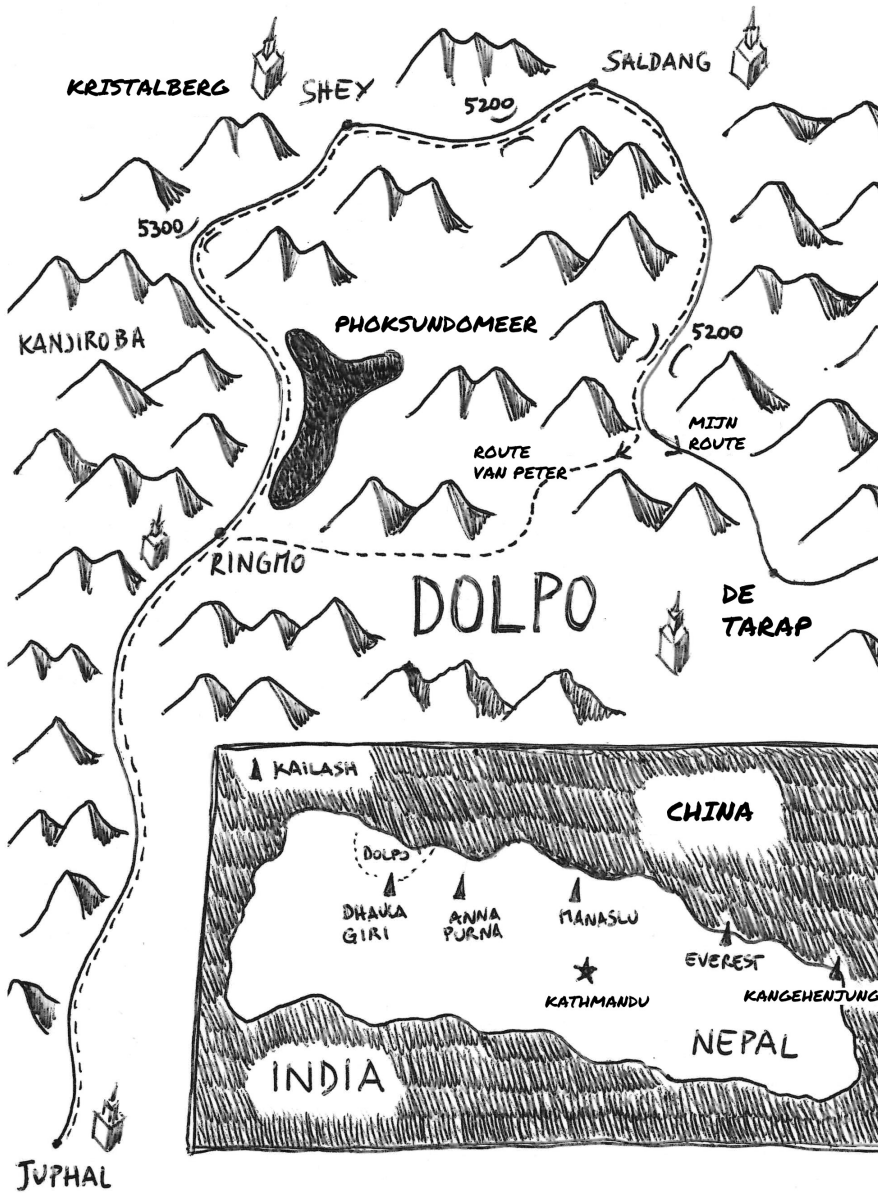 SALDANG
KRISTALBERG
SHEY
5200
5300
PHOKSUNDOMEER
KANJIROBA
5200
MIJN
ROUTE
ROUTE
VAN PETER
RINGMO
DOLPO
DE
TARAP
KAILASH
CHINA
DOLPO
DHAULA
GIRI
ANNA
PURNA
MANASLU
EVEREST
KATHMANDU
KANGEHENJUNG
NEPAL
INDIA
JUPHAL